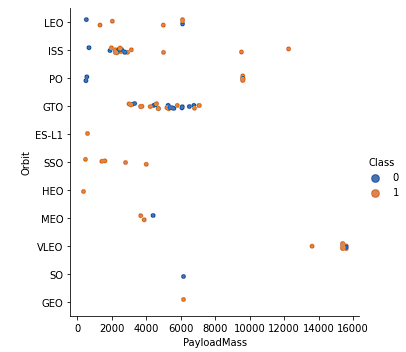 LEO
ISS
PO
GTO
ES-L1
SSO
HEO
MEO
VLEO
SO
GEO
Orbit
Class
0
1
0 2000 4000 6000 8000 10000 12000 14000 16000
PayloadMass